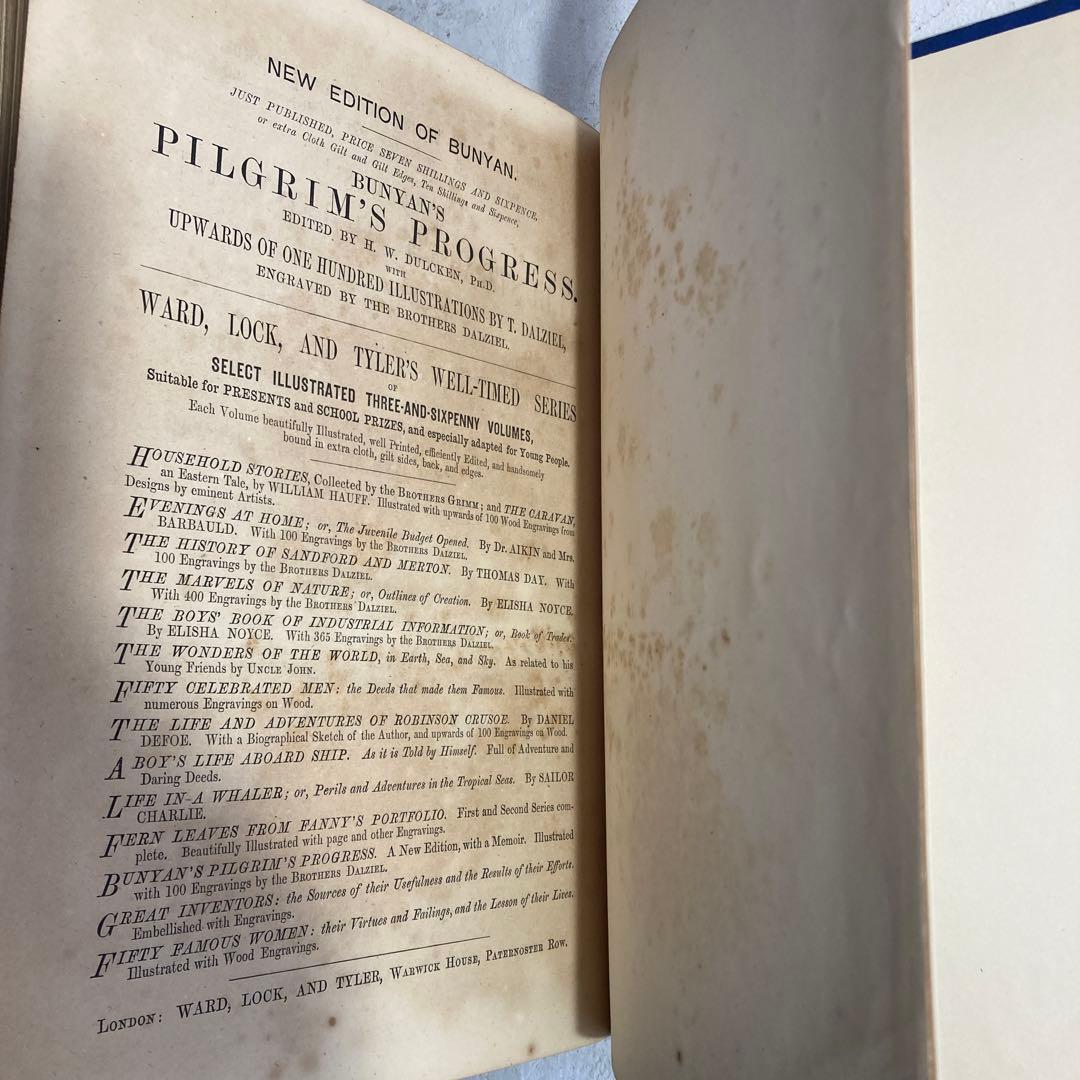 NEW EDITION OF BUNYAN.
JUST PUBLISHED, PRICE SEVEN SHILLINGS AND SIXPENCE,
or extra Cloth Gilt and Gilt Edges, Ten Shillings and Sixpence,
BUNYAN'S
PILGRIM'S PROGRESS.
EDITED BY H. W. DULCKEN, PH.D.
WITH
UPWARDS OF ONE HUNDRED ILLUSTRATIONS BY T. DALZIEL,
ENGRAVED BY THE BROTHERS DALZIEL.
WARD, LOCK, AND TYLER'S WELL-TIMED SERIES
OF
SELECT ILLUSTRATED THREE-AND-SIXPENNY VOLUMES,
Suitable for PRESENTS and SCHOOL PRIZES, and especially adapted for Young People.
Each Volume beautifully Illustrated, well Printed, efficiently Edited, and handsomely
bound in extra cloth, gilt sides, back, and edges.
HOUSEHOLD STORIES, Collected by the BROTHERS GRIMM; and THE CARAVAN,
an Eastern Tale, by WILLIAM HAUFF. Illustrated with upwards of 100 Wood Engravings from
Designs by eminent Artists.
EVENINGS AT HOME; or, The Juvenile Budget Opened. By Dr. AIKIN and Mrs.
BARBAULD. With 100 Engravings by the BROTHERS DALZIEL.
THE HISTORY OF SANDFORD AND MERTON. By THOMAS DAY. With
100 Engravings by the BROTHERS DALZIEL.
THE MARVELS OF NATURE; or, Outlines of Creation. By ELISHA NOYCE.
With 400 Engravings by the BROTHERS DALZIEL.
THE BOYS' BOOK OF INDUSTRIAL INFORMATION; or, Book of Trades.
By ELISHA NOYCE. With 365 Engravings by the BROTHERS DALZIEL.
THE WONDERS OF THE WORLD, in Earth, Sea, and Sky. As related to his
Young Friends by UNCLE JOHN.
FIFTY CELEBRATED MEN: the Deeds that made them Famous. Illustrated with
numerous Engravings on Wood.
THE LIFE AND ADVENTURES OF ROBINSON CRUSOE. By DANIEL
DEFOE. With a Biographical Sketch of the Author, and upwards of 100 Engravings on Wood.
A BOY'S LIFE ABOARD SHIP. As it is Told by Himself. Full of Adventure and
Daring Deeds.
LIFE IN A WHALER; or, Perils and Adventures in the Tropical Seas. By SAILOR
CHARLIE.
FERN LEAVES FROM FANNY'S PORTFOLIO. First and Second Series com-
plete. Beautifully Illustrated with page and other Engravings.
BUNYAN'S PILGRIM'S PROGRESS. A New Edition, with a Memoir. Illustrated
with 100 Engravings by the BROTHERS DALZIEL.
GREAT INVENTORS: the Sources of their Usefulness and the Results of their Efforts.
Embellished with Engravings.
FIFTY FAMOUS WOMEN: their Virtues and Failings, and the Lesson of their Lives.
Illustrated with Wood Engravings.
LONDON: WARD, LOCK, AND TYLER, WARWICK HOUSE, PATERNOSTER ROW.